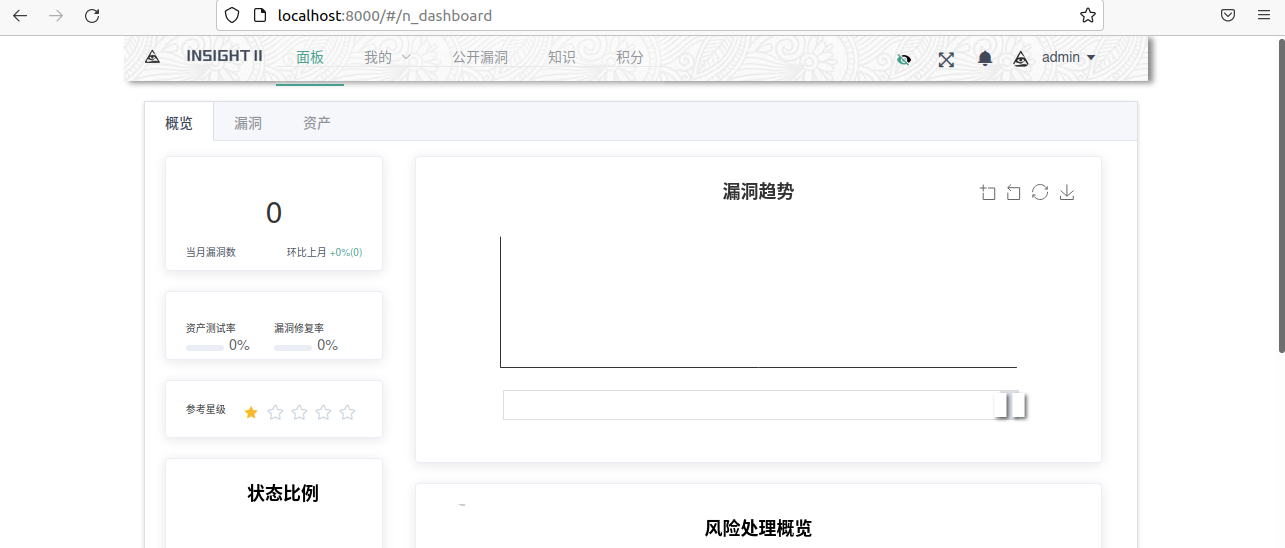 localhost:8000/#/n_dashboard
INSIGHT II 面板 我的 公开漏洞 知识 积分 admin
概览 漏洞 资产
0
当月漏洞数 环比上月 +0%(0)
资产测试率 漏洞修复率
0% 0%
参考星级
状态比例
漏洞趋势
风险处理概览